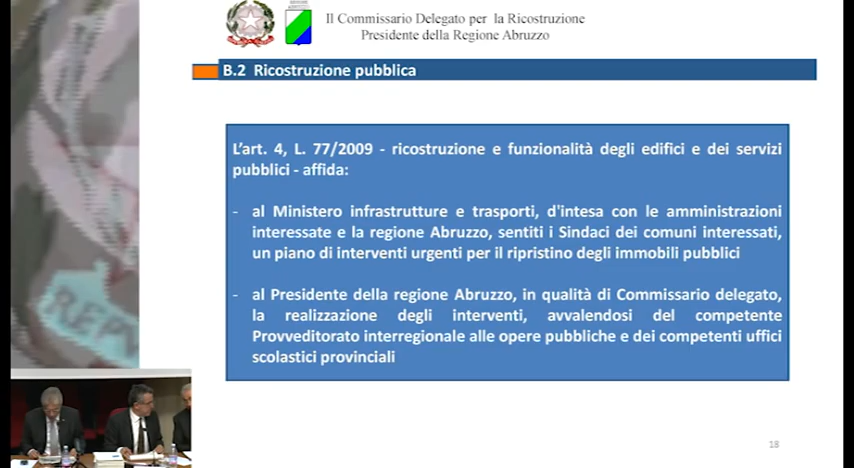 Il Commissario Delegato per la Ricostruzione
Presidente della Regione Abruzzo
B.2 Ricostruzione pubblica
L'art. 4, L. 77/2009 - ricostruzione e funzionalità degli edifici e dei servizi
pubblici - affida:
- al Ministero infrastrutture e trasporti, d'intesa con le amministrazioni
interessate e la regione Abruzzo, sentiti i Sindaci dei comuni interessati,
un piano di interventi urgenti per il ripristino degli immobili pubblici
- al Presidente della regione Abruzzo, in qualità di Commissario delegato,
la realizzazione degli interventi, avvalendosi del competente
Provveditorato interregionale alle opere pubbliche e dei competenti uffici
scolastici provinciali
18